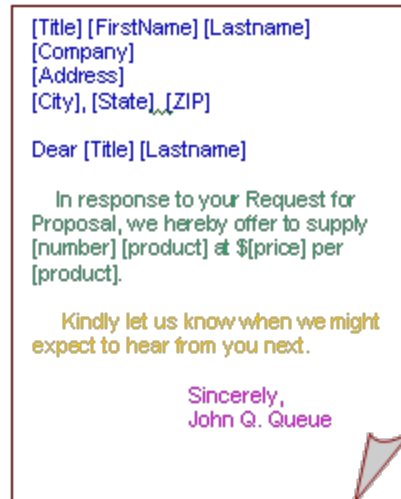 [Title] [FirstName] [Lastname]
[Company]
[Address]
[City], [State], [ZIP]
Dear [Title] [Lastname]
In response to your Request for
Proposal, we hereby offer to supply
[number] [product] at $[price] per
[product].
Kindly let us know when we might
expect to hear from you next.
Sincerely,
John Q. Queue